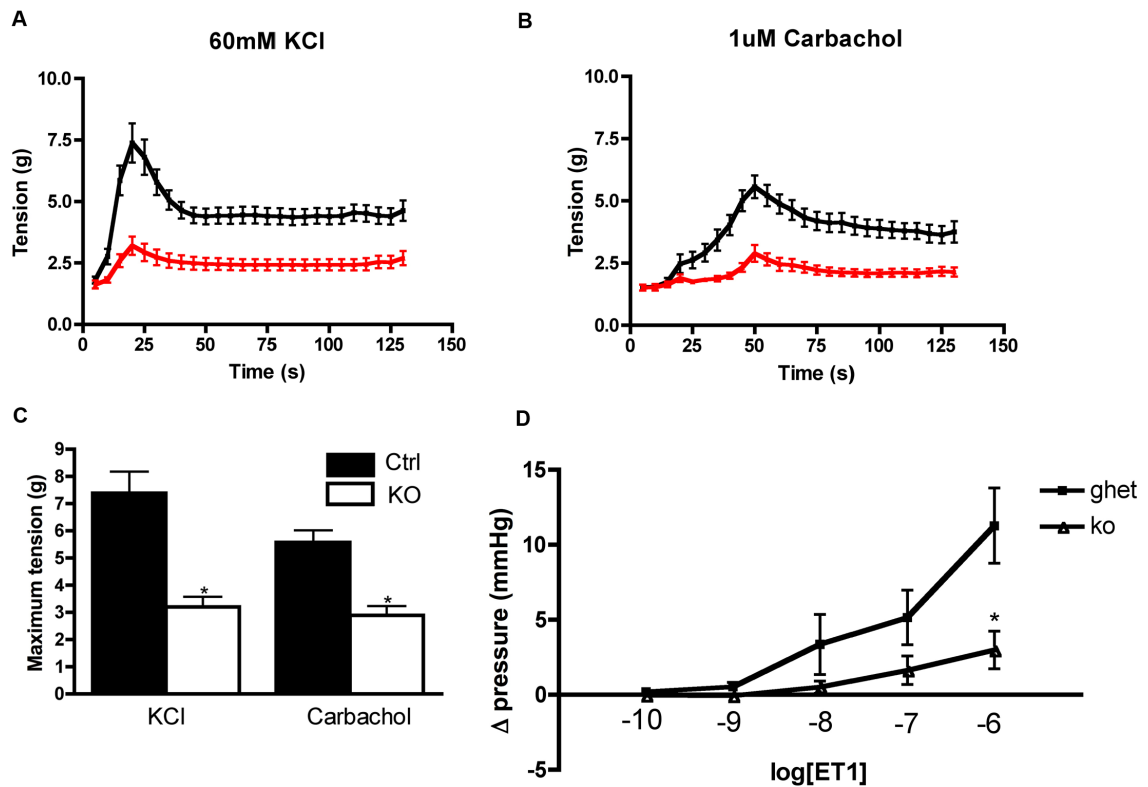 A
60mM KCl
10.0
7.5
5.0
2.5
0.0
Tension (g)
0 25 50 75 100 125 150
Time (s)
B
1uM Carbachol
10.0
7.5
5.0
2.5
0.0
Tension (g)
0 25 50 75 100 125 150
Time (s)
C
9
8
7
6
5
4
3
2
1
0
Maximum tension (g)
Ctrl
KO
*
*
KCl Carbachol
D
15
10
5
0
-5
Δ pressure (mmHg)
ghet
ko
*
-10 -9 -8 -7 -6
log[ET1]